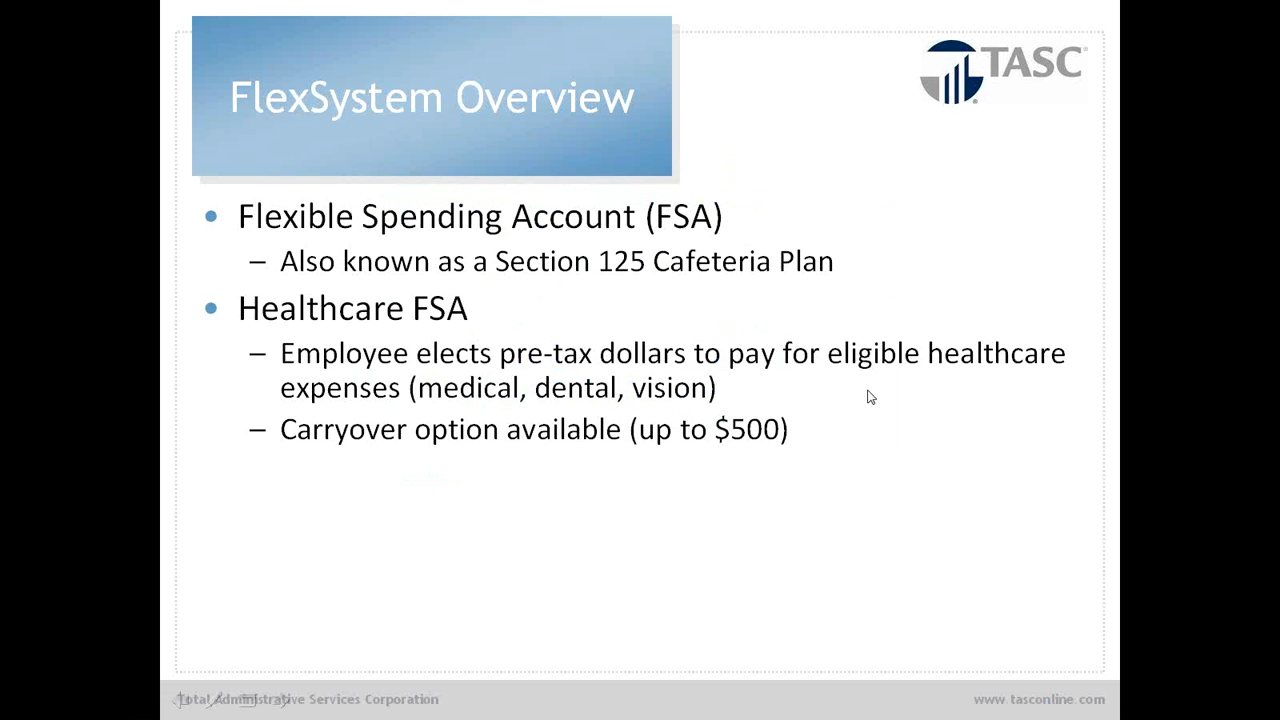 FlexSystem Overview
TASC
• Flexible Spending Account (FSA)
– Also known as a Section 125 Cafeteria Plan
• Healthcare FSA
– Employee elects pre-tax dollars to pay for eligible healthcare
expenses (medical, dental, vision)
– Carryover option available (up to $500)
Total Administrative Services Corporation
www.tasconline.com